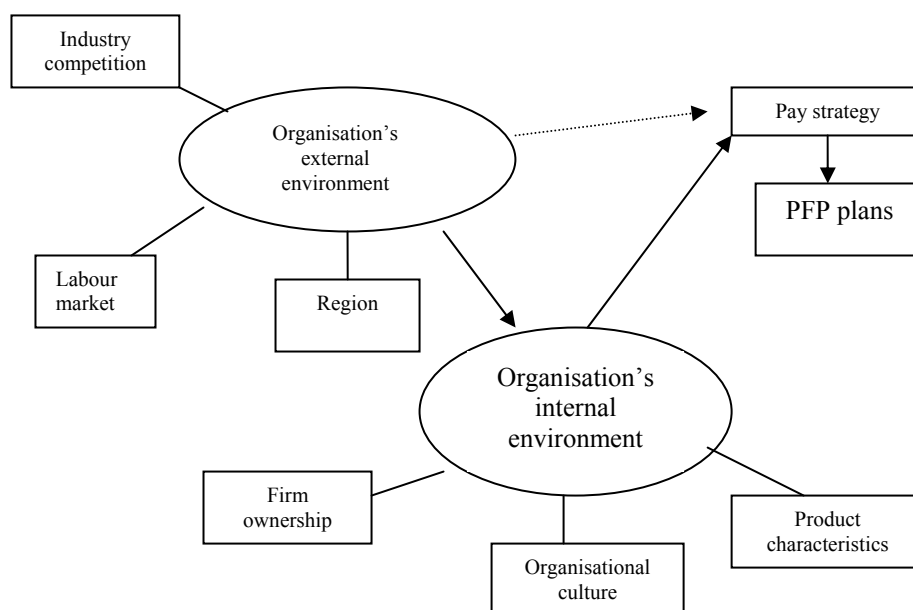 Industry
competition
Organisation’s
external
environment
Pay strategy
PFP plans
Labour
market
Region
Organisation’s
internal
environment
Firm
ownership
Product
characteristics
Organisational
culture